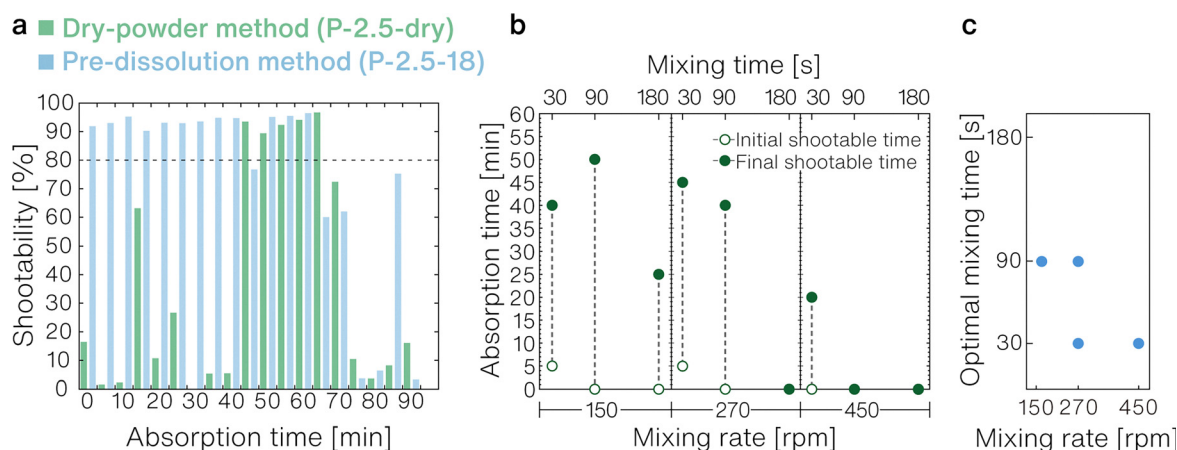 a
Dry-powder method (P-2.5-dry)
Pre-dissolution method (P-2.5-18)
Shootability [%]
100
90
80
70
60
50
40
30
20
10
0
0 10 20 30 40 50 60 70 80 90
Absorption time [min]
b
Mixing time [s]
30 90 180 30 90 180 30 90 180
Absorption time [min]
60
55
50
45
40
35
30
25
20
15
10
5
0
Initial shootable time
Final shootable time
150 270 450
Mixing rate [rpm]
c
Optimal mixing time [s]
180
90
30
150 270 450
Mixing rate [rpm]